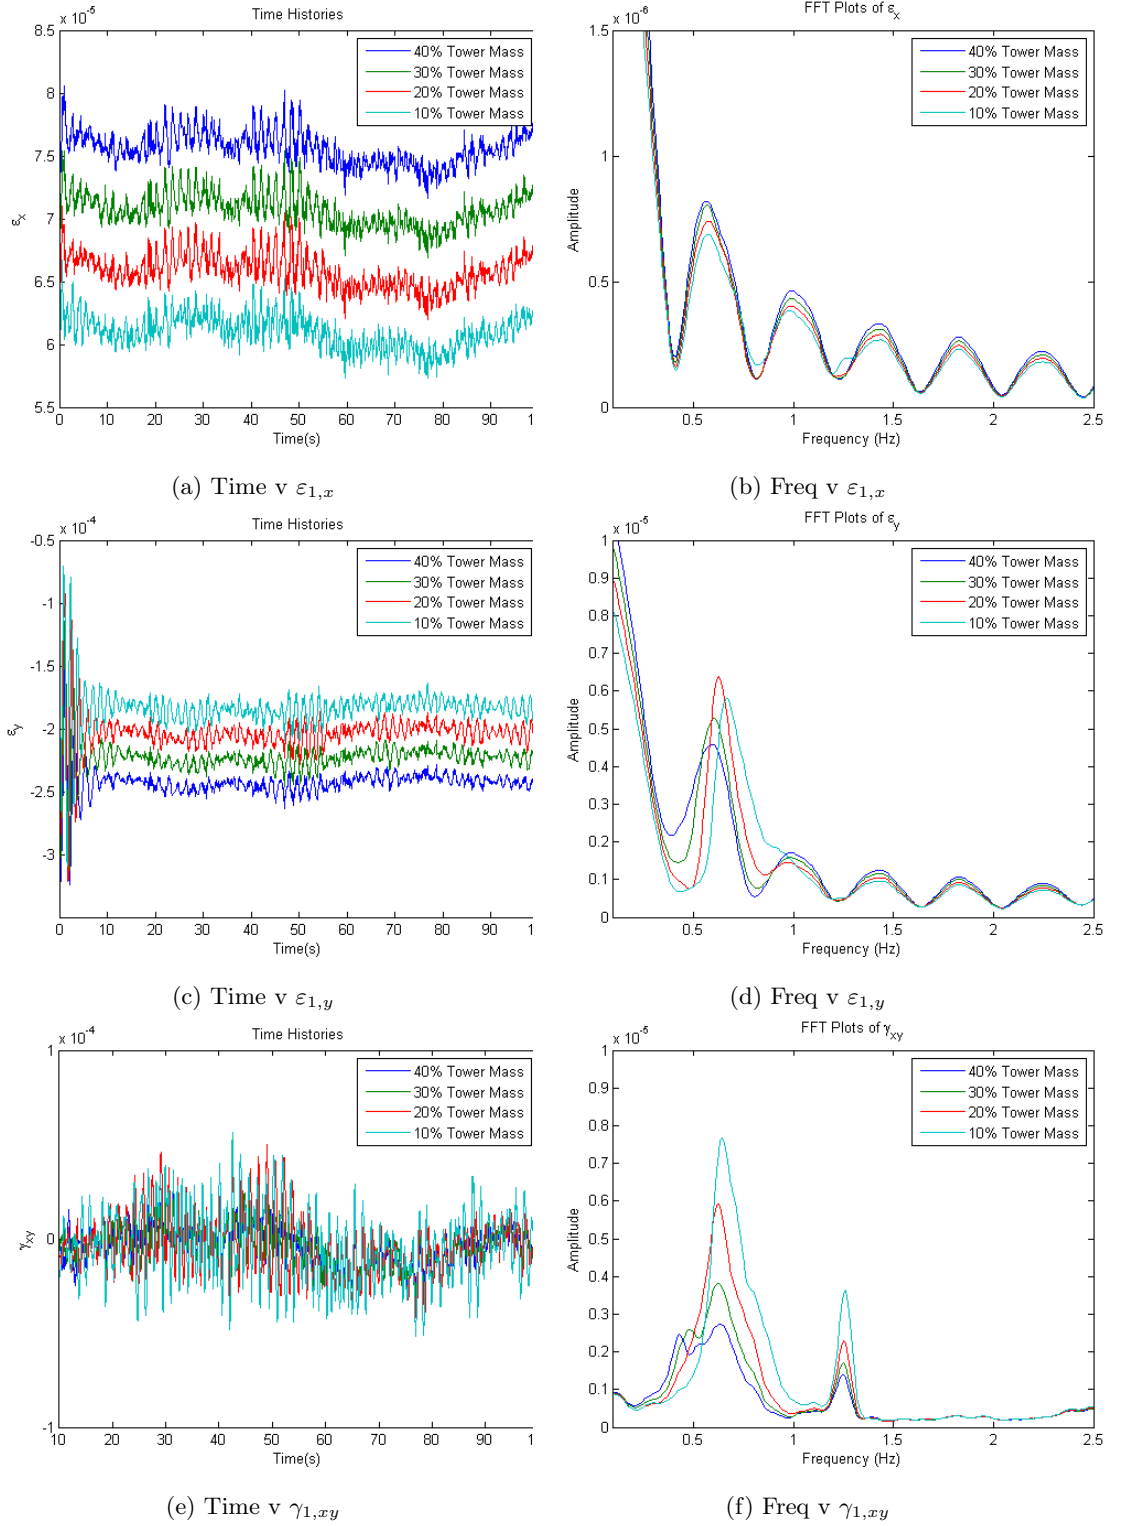 Time Histories
x 10^-5
8.5
8
7.5
7
6.5
6
5.5
ε_x
40% Tower Mass
30% Tower Mass
20% Tower Mass
10% Tower Mass
0 10 20 30 40 50 60 70 80 90 1
Time(s)
(a) Time v ε_{1,x}
FFT Plots of ε_x
x 10^-6
1.5
1
0.5
0
Amplitude
40% Tower Mass
30% Tower Mass
20% Tower Mass
10% Tower Mass
0.5 1 1.5 2 2.5
Frequency (Hz)
(b) Freq v ε_{1,x}
Time Histories
x 10^-4
-0.5
-1
-1.5
-2
-2.5
-3
ε_y
40% Tower Mass
30% Tower Mass
20% Tower Mass
10% Tower Mass
0 10 20 30 40 50 60 70 80 90 1
Time(s)
(c) Time v ε_{1,y}
FFT Plots of ε_y
x 10^-5
1
0.9
0.8
0.7
0.6
0.5
0.4
0.3
0.2
0.1
0
Amplitude
40% Tower Mass
30% Tower Mass
20% Tower Mass
10% Tower Mass
0.5 1 1.5 2 2.5
Frequency (Hz)
(d) Freq v ε_{1,y}
Time Histories
x 10^-4
1
0
-1
γ_xy
40% Tower Mass
30% Tower Mass
20% Tower Mass
10% Tower Mass
10 20 30 40 50 60 70 80 90 1
Time(s)
(e) Time v γ_{1,xy}
FFT Plots of γ_xy
x 10^-5
1
0.9
0.8
0.7
0.6
0.5
0.4
0.3
0.2
0.1
0
Amplitude
40% Tower Mass
30% Tower Mass
20% Tower Mass
10% Tower Mass
0.5 1 1.5 2 2.5
Frequency (Hz)
(f) Freq v γ_{1,xy}